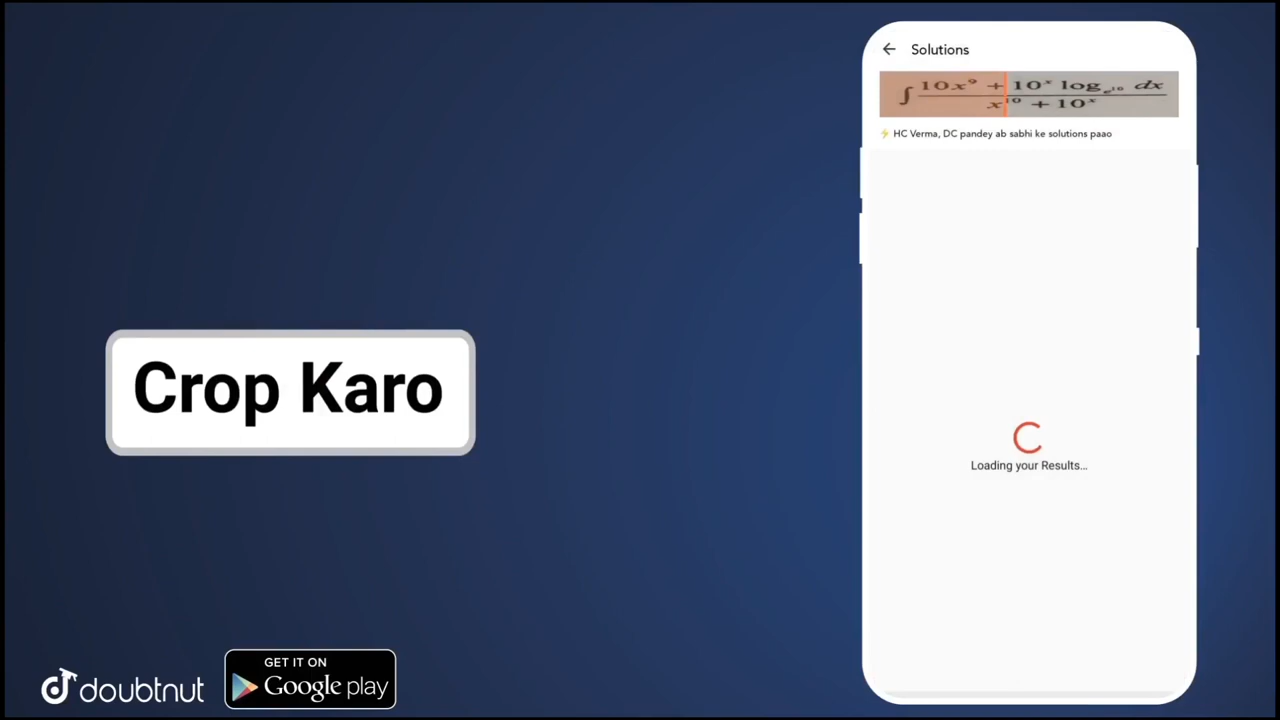 Solutions
∫ 10x⁹ + 10ˣ logₑ¹⁰ dx
x¹⁰ + 10ˣ
⚡ HC Verma, DC pandey ab sabhi ke solutions paao
Crop Karo
Loading your Results...
doubtnut
GET IT ON
Google play